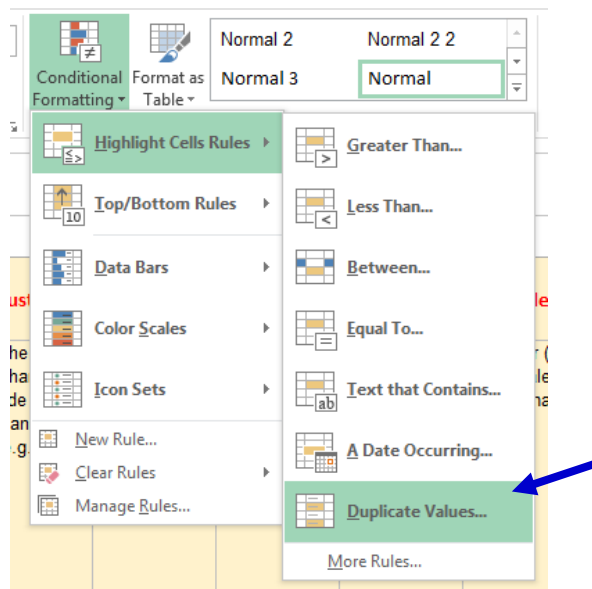 Normal 2 Normal 2 2
Conditional Format as Normal 3 Normal
Formatting Table
Highlight Cells Rules
Top/Bottom Rules
Data Bars
Color Scales
Icon Sets
New Rule...
Clear Rules
Manage Rules...
Greater Than...
Less Than...
Between...
Equal To...
Text that Contains...
A Date Occurring...
Duplicate Values...
More Rules...